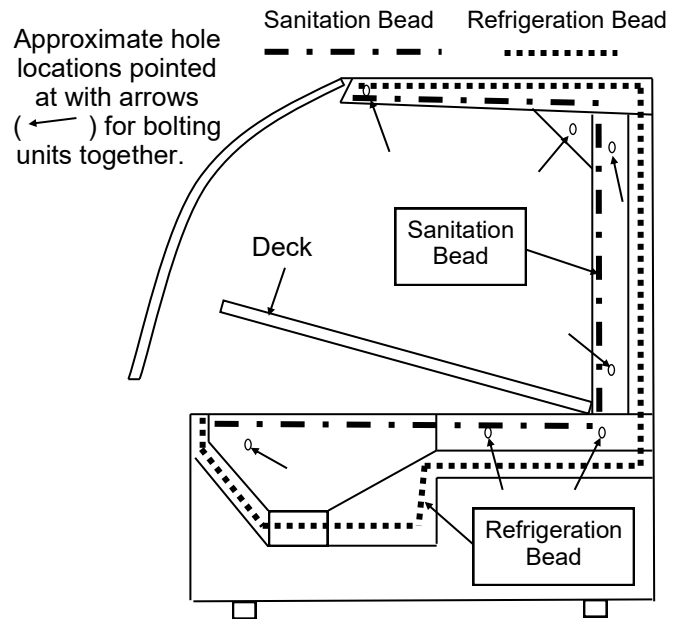 Sanitation Bead
Refrigeration Bead
Approximate hole
locations pointed
at with arrows
( ) for bolting
units together.
Sanitation
Bead
Deck
Refrigeration
Bead